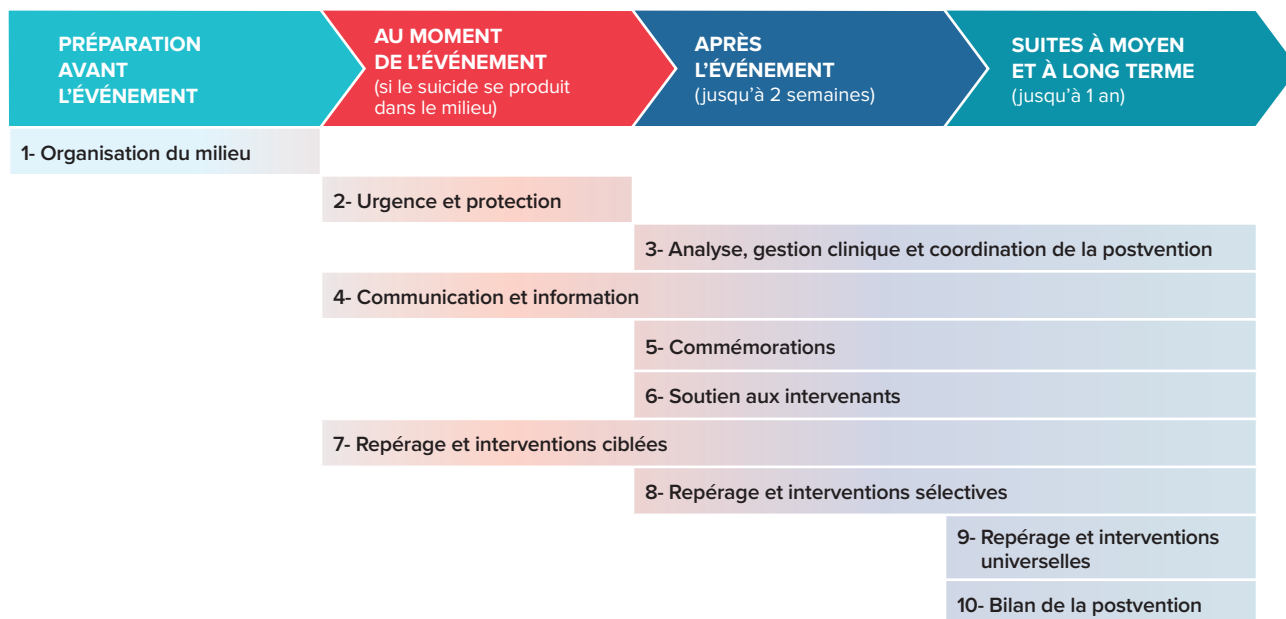 PRÉPARATION
AVANT
L'ÉVÉNEMENT
AU MOMENT
DE L'ÉVÉNEMENT
(si le suicide se produit
dans le milieu)
APRÈS
L'ÉVÉNEMENT
(jusqu'à 2 semaines)
SUITES À MOYEN
ET À LONG TERME
(jusqu'à 1 an)
1- Organisation du milieu
2- Urgence et protection
3- Analyse, gestion clinique et coordination de la postvention
4- Communication et information
5- Commémorations
6- Soutien aux intervenants
7- Repérage et interventions ciblées
8- Repérage et interventions sélectives
9- Repérage et interventions
universelles
10- Bilan de la postvention